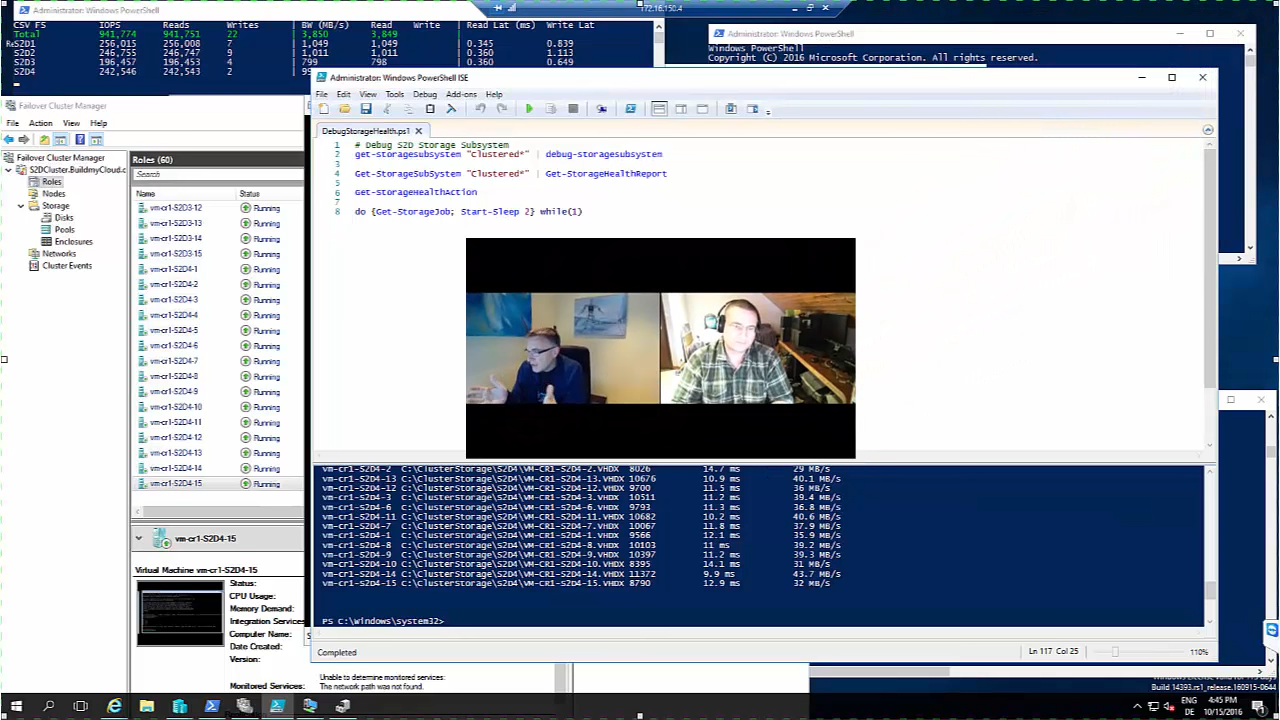 Administrator: Windows PowerShell
172.16.150.4
CSV FS IOPS Reads Writes BW (MB/s) Read Write Read Lat (ms) Write Lat
Total 941,774 941,751 22 3,850 3,849
S2D1 256,015 256,008 7 1,049 1,049 0.345 0.839
S2D2 246,755 246,747 9 1,011 1,011 0.360 1.113
S2D3 196,457 196,453 4 799 798 0.360 0.649
S2D4 242,546 242,543 2
Administrator: Windows PowerShell
Windows PowerShell
Copyright (C) 2016 Microsoft Corporation. All rights reserved.
Failover Cluster Manager
File Action View Help
Failover Cluster Manager
S2DCluster.BuildmyCloud.c
Roles
Nodes
Storage
Disks
Pools
Enclosures
Networks
Cluster Events
Roles (60)
Search
Name Status
vm-cr1-S2D3-12 Running
vm-cr1-S2D3-13 Running
vm-cr1-S2D3-14 Running
vm-cr1-S2D3-15 Running
vm-cr1-S2D4-1 Running
vm-cr1-S2D4-2 Running
vm-cr1-S2D4-3 Running
vm-cr1-S2D4-4 Running
vm-cr1-S2D4-5 Running
vm-cr1-S2D4-6 Running
vm-cr1-S2D4-7 Running
vm-cr1-S2D4-8 Running
vm-cr1-S2D4-9 Running
vm-cr1-S2D4-10 Running
vm-cr1-S2D4-11 Running
vm-cr1-S2D4-12 Running
vm-cr1-S2D4-13 Running
vm-cr1-S2D4-14 Running
vm-cr1-S2D4-15 Running
vm-cr1-S2D4-15
Virtual Machine vm-cr1-S2D4-15
Status:
CPU Usage:
Memory Demand:
Integration Services
Computer Name:
Date Created:
Version:
Monitored Services:
Unable to determine monitored services:
The network path was not found.
Administrator: Windows PowerShell ISE
File Edit View Tools Debug Add-ons Help
DebugStorageHealth.ps1
1 # Debug S2D Storage Subsystem
2 get-storagesubsystem "Clustered*" | debug-storagesubsystem
3
4 Get-StorageSubSystem "Clustered*" | Get-StorageHealthReport
5
6 Get-StorageHealthAction
7
8 do {Get-StorageJob; Start-Sleep 2} while(1)
vm-cr1-S2D4-2 C:\ClusterStorage\S2D4\VM-CR1-S2D4-2.VHDX 8026 14.7 ms 29 MB/s
vm-cr1-S2D4-13 C:\ClusterStorage\S2D4\VM-CR1-S2D4-13.VHDX 10676 10.9 ms 40.1 MB/s
vm-cr1-S2D4-12 C:\ClusterStorage\S2D4\VM-CR1-S2D4-12.VHDX 9700 11.5 ms 36 MB/s
vm-cr1-S2D4-3 C:\ClusterStorage\S2D4\VM-CR1-S2D4-3.VHDX 10511 11.2 ms 39.4 MB/s
vm-cr1-S2D4-6 C:\ClusterStorage\S2D4\VM-CR1-S2D4-6.VHDX 9793 11.3 ms 36.8 MB/s
vm-cr1-S2D4-11 C:\ClusterStorage\S2D4\VM-CR1-S2D4-11.VHDX 10682 10.2 ms 40.6 MB/s
vm-cr1-S2D4-7 C:\ClusterStorage\S2D4\VM-CR1-S2D4-7.VHDX 10067 11.8 ms 37.9 MB/s
vm-cr1-S2D4-1 C:\ClusterStorage\S2D4\VM-CR1-S2D4-1.VHDX 9566 12.1 ms 35.9 MB/s
vm-cr1-S2D4-8 C:\ClusterStorage\S2D4\VM-CR1-S2D4-8.VHDX 10103 11 ms 39.2 MB/s
vm-cr1-S2D4-9 C:\ClusterStorage\S2D4\VM-CR1-S2D4-9.VHDX 10397 11.2 ms 39.3 MB/s
vm-cr1-S2D4-10 C:\ClusterStorage\S2D4\VM-CR1-S2D4-10.VHDX 8395 14.1 ms 31 MB/s
vm-cr1-S2D4-14 C:\ClusterStorage\S2D4\VM-CR1-S2D4-14.VHDX 11372 9.9 ms 43.7 MB/s
vm-cr1-S2D4-15 C:\ClusterStorage\S2D4\VM-CR1-S2D4-15.VHDX 8790 12.9 ms 32 MB/s
PS C:\Windows\system32>
Completed Ln 117 Col 25 110%
Build 14393.rs1_release.160915-0644
ENG 4:45 PM
DE 10/15/2016